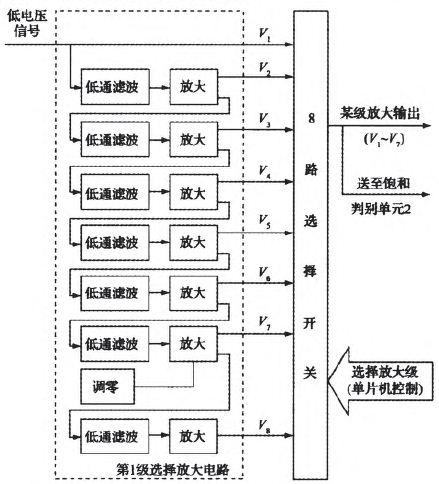 低电压
信号
V1
低通滤波
放大
V2
低通滤波
放大
V3
低通滤波
放大
V4
低通滤波
放大
V5
低通滤波
放大
V6
低通滤波
放大
V7
调零
低通滤波
放大
V8
第1级选择放大电路
8
路
选
择
开
关
某级放大输出
(V1~V7)
送至饱和
判别单元2
选择放大级
(单片机控制)